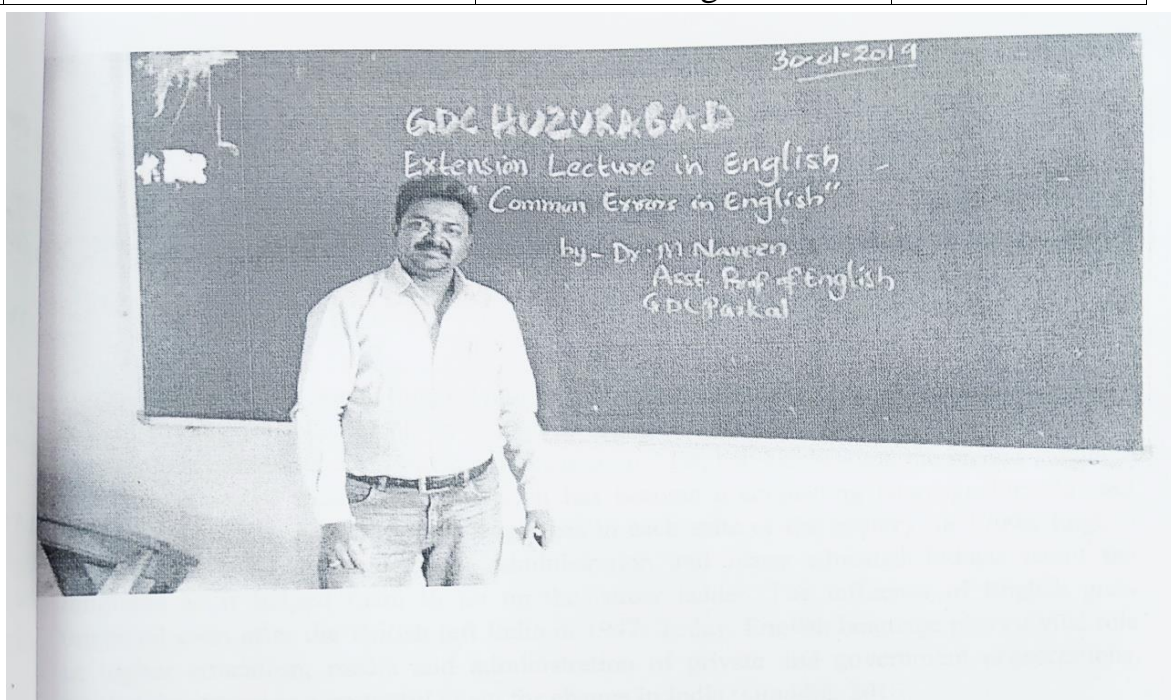 30-01-2019
GDC HUZURABAD
Extension Lecture in English
"Common Errors in English"
by- Dr. M Naveen
Asst. Prof of English
GDC Parkal